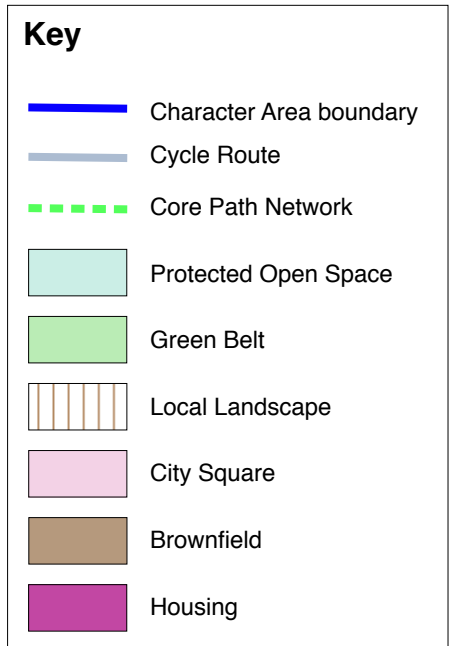 Key
Character Area boundary
Cycle Route
Core Path Network
Protected Open Space
Green Belt
Local Landscape
City Square
Brownfield
Housing